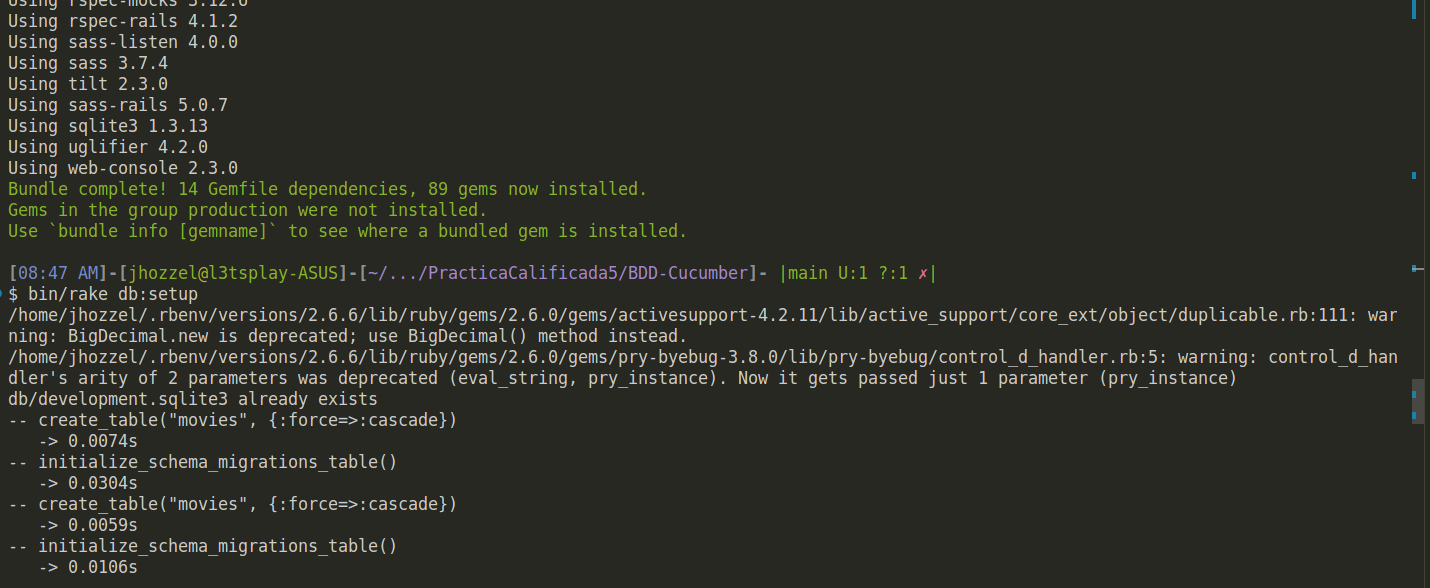 Using rspec-mocks 3.12.6
Using rspec-rails 4.1.2
Using sass-listen 4.0.0
Using sass 3.7.4
Using tilt 2.3.0
Using sass-rails 5.0.7
Using sqlite3 1.3.13
Using uglifier 4.2.0
Using web-console 2.3.0
Bundle complete! 14 Gemfile dependencies, 89 gems now installed.
Gems in the group production were not installed.
Use `bundle info [gemname]` to see where a bundled gem is installed.
[08:47 AM]-[jhozzel@l3tsplay-ASUS]-[~/.../PracticaCalificada5/BDD-Cucumber]- |main U:1 ?:1 ✗|
$ bin/rake db:setup
/home/jhozzel/.rbenv/versions/2.6.6/lib/ruby/gems/2.6.0/gems/activesupport-4.2.11/lib/active_support/core_ext/object/duplicable.rb:111: war
ning: BigDecimal.new is deprecated; use BigDecimal() method instead.
/home/jhozzel/.rbenv/versions/2.6.6/lib/ruby/gems/2.6.0/gems/pry-byebug-3.8.0/lib/pry-byebug/control_d_handler.rb:5: warning: control_d_han
dler's arity of 2 parameters was deprecated (eval_string, pry_instance). Now it gets passed just 1 parameter (pry_instance)
db/development.sqlite3 already exists
-- create_table("movies", {:force=>:cascade})
   -> 0.0074s
-- initialize_schema_migrations_table()
   -> 0.0304s
-- create_table("movies", {:force=>:cascade})
   -> 0.0059s
-- initialize_schema_migrations_table()
   -> 0.0106s